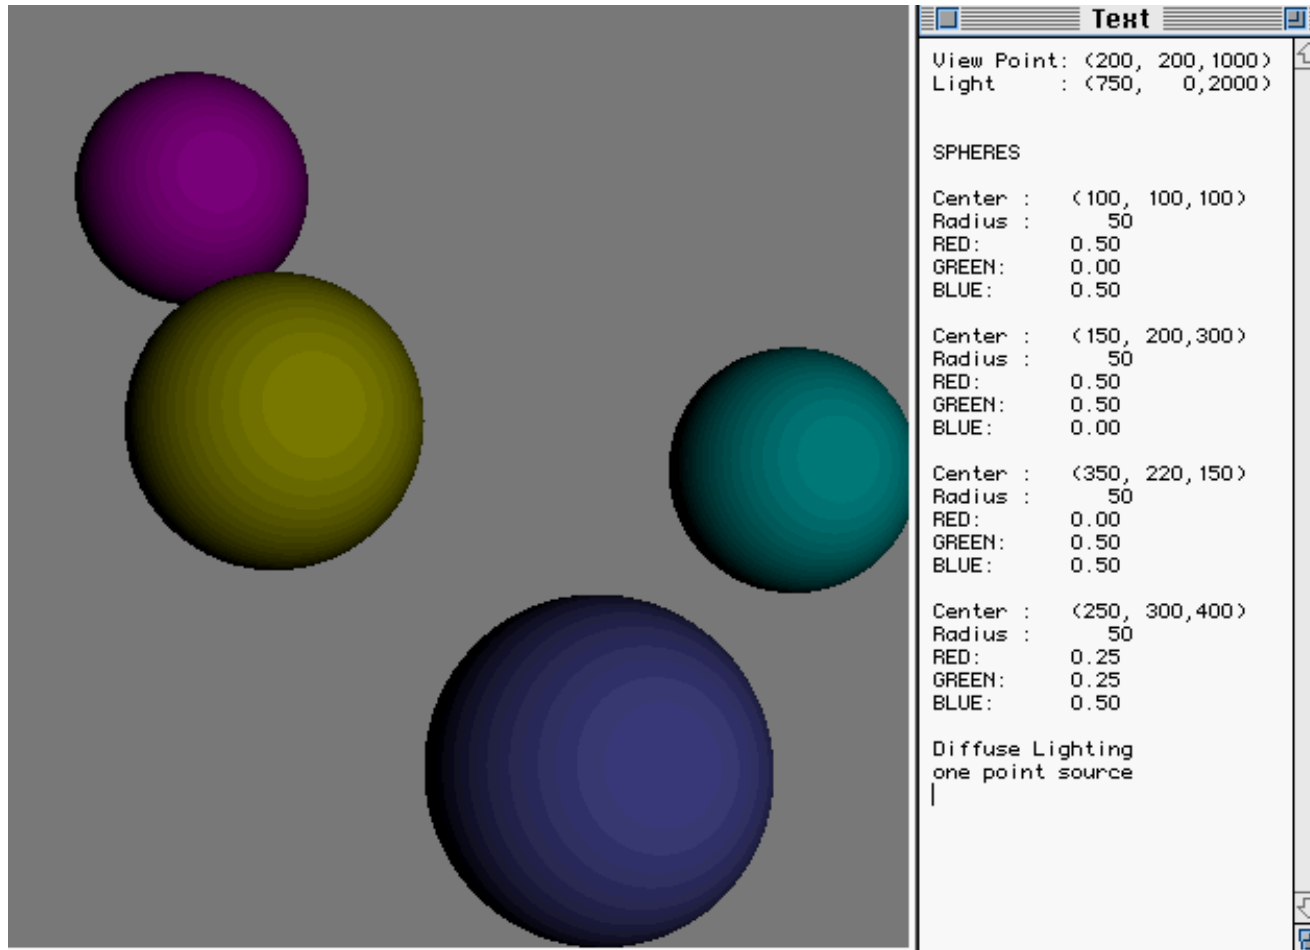 Text
View Point: (200, 200,1000)
Light      : (750,   0,2000)
SPHERES
Center :   (100, 100,100)
Radius :      50
RED:       0.50
GREEN:     0.00
BLUE:      0.50
Center :   (150, 200,300)
Radius :      50
RED:       0.50
GREEN:     0.50
BLUE:      0.00
Center :   (350, 220,150)
Radius :      50
RED:       0.00
GREEN:     0.50
BLUE:      0.50
Center :   (250, 300,400)
Radius :      50
RED:       0.25
GREEN:     0.25
BLUE:      0.50
Diffuse Lighting
one point source